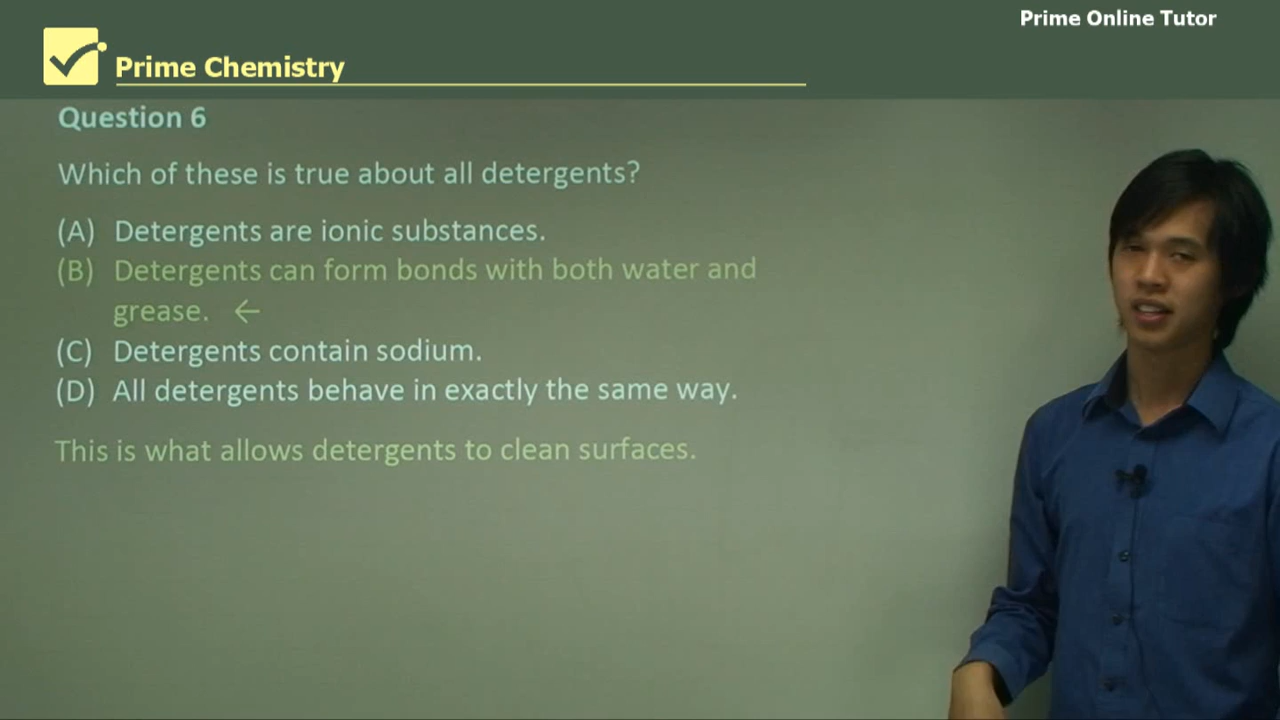 Prime Online Tutor
Prime Chemistry
Question 6
Which of these is true about all detergents?
(A) Detergents are ionic substances.
(B) Detergents can form bonds with both water and
grease. ←
(C) Detergents contain sodium.
(D) All detergents behave in exactly the same way.
This is what allows detergents to clean surfaces.